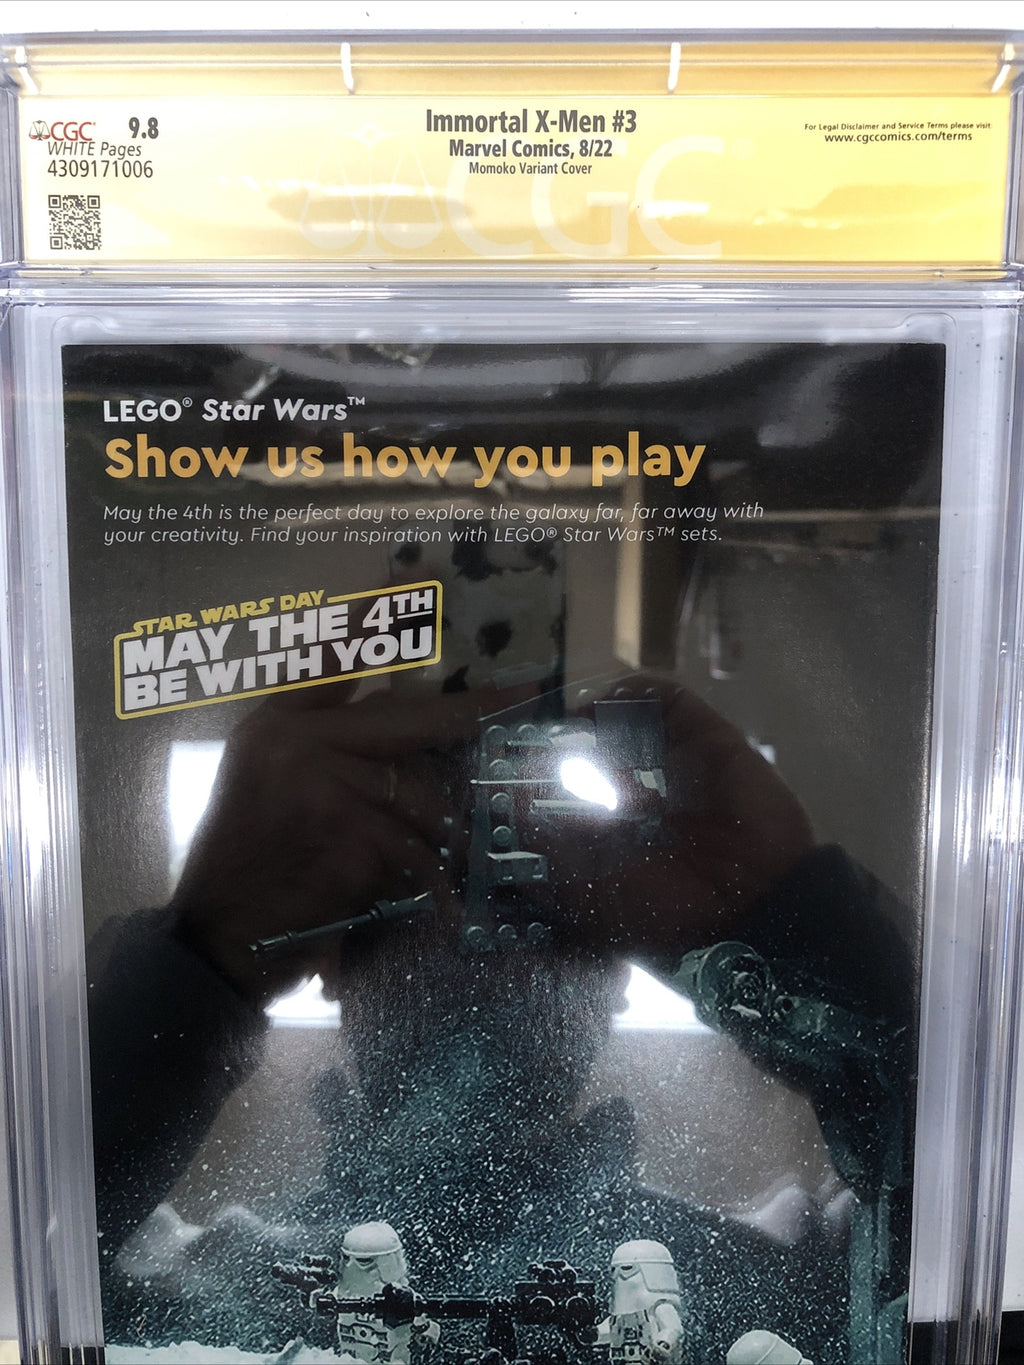 CGC® 9.8
WHITE Pages
4309171006
Immortal X-Men #3
Marvel Comics, 8/22
Momoko Variant Cover
For Legal Disclaimer and Service Terms please visit:
www.cgccomics.com/terms
CGC®
LEGO® Star Wars™
Show us how you play
May the 4th is the perfect day to explore the galaxy far, far away with
your creativity. Find your inspiration with LEGO® Star Wars™ sets.
STAR WARS DAY
MAY THE 4TH
BE WITH YOU